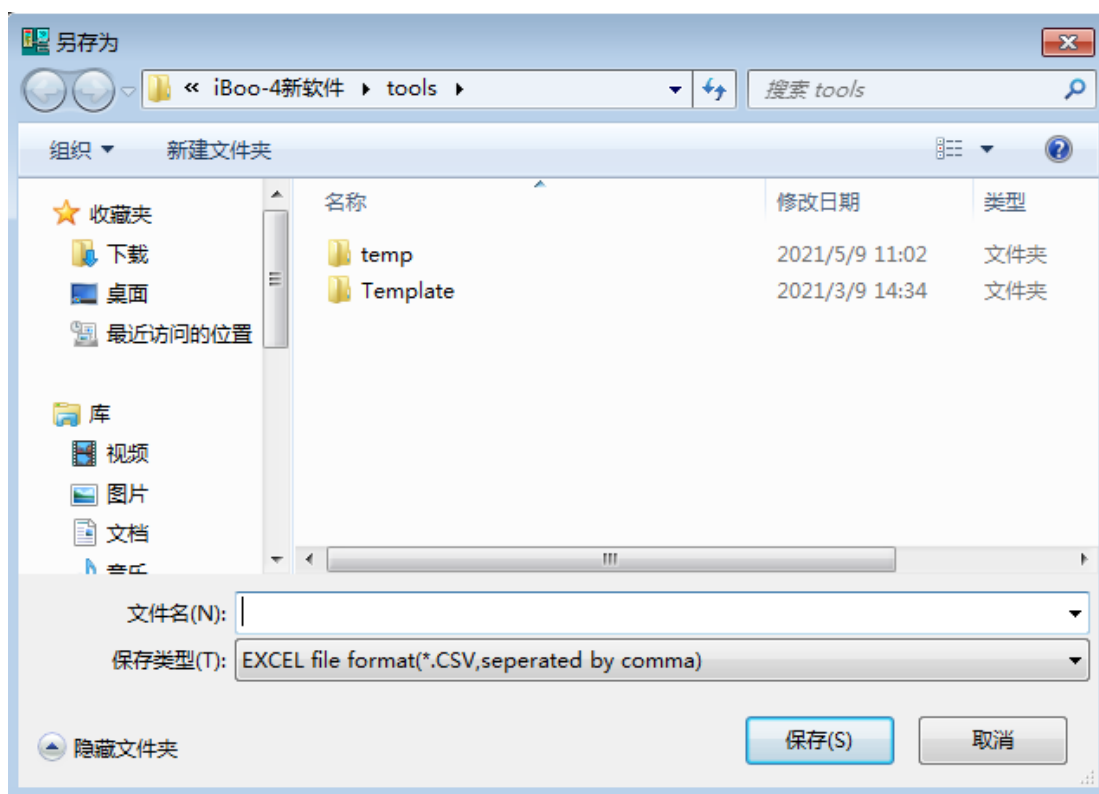 另存为
« iBoo-4新软件 ▸ tools ▸
搜索 tools
组织 新建文件夹
收藏夹
下载
桌面
最近访问的位置
库
视频
图片
文档
音乐
名称 修改日期 类型
temp 2021/5/9 11:02 文件夹
Template 2021/3/9 14:34 文件夹
文件名(N):
保存类型(T): EXCEL file format(*.CSV,seperated by comma)
隐藏文件夹
保存(S) 取消